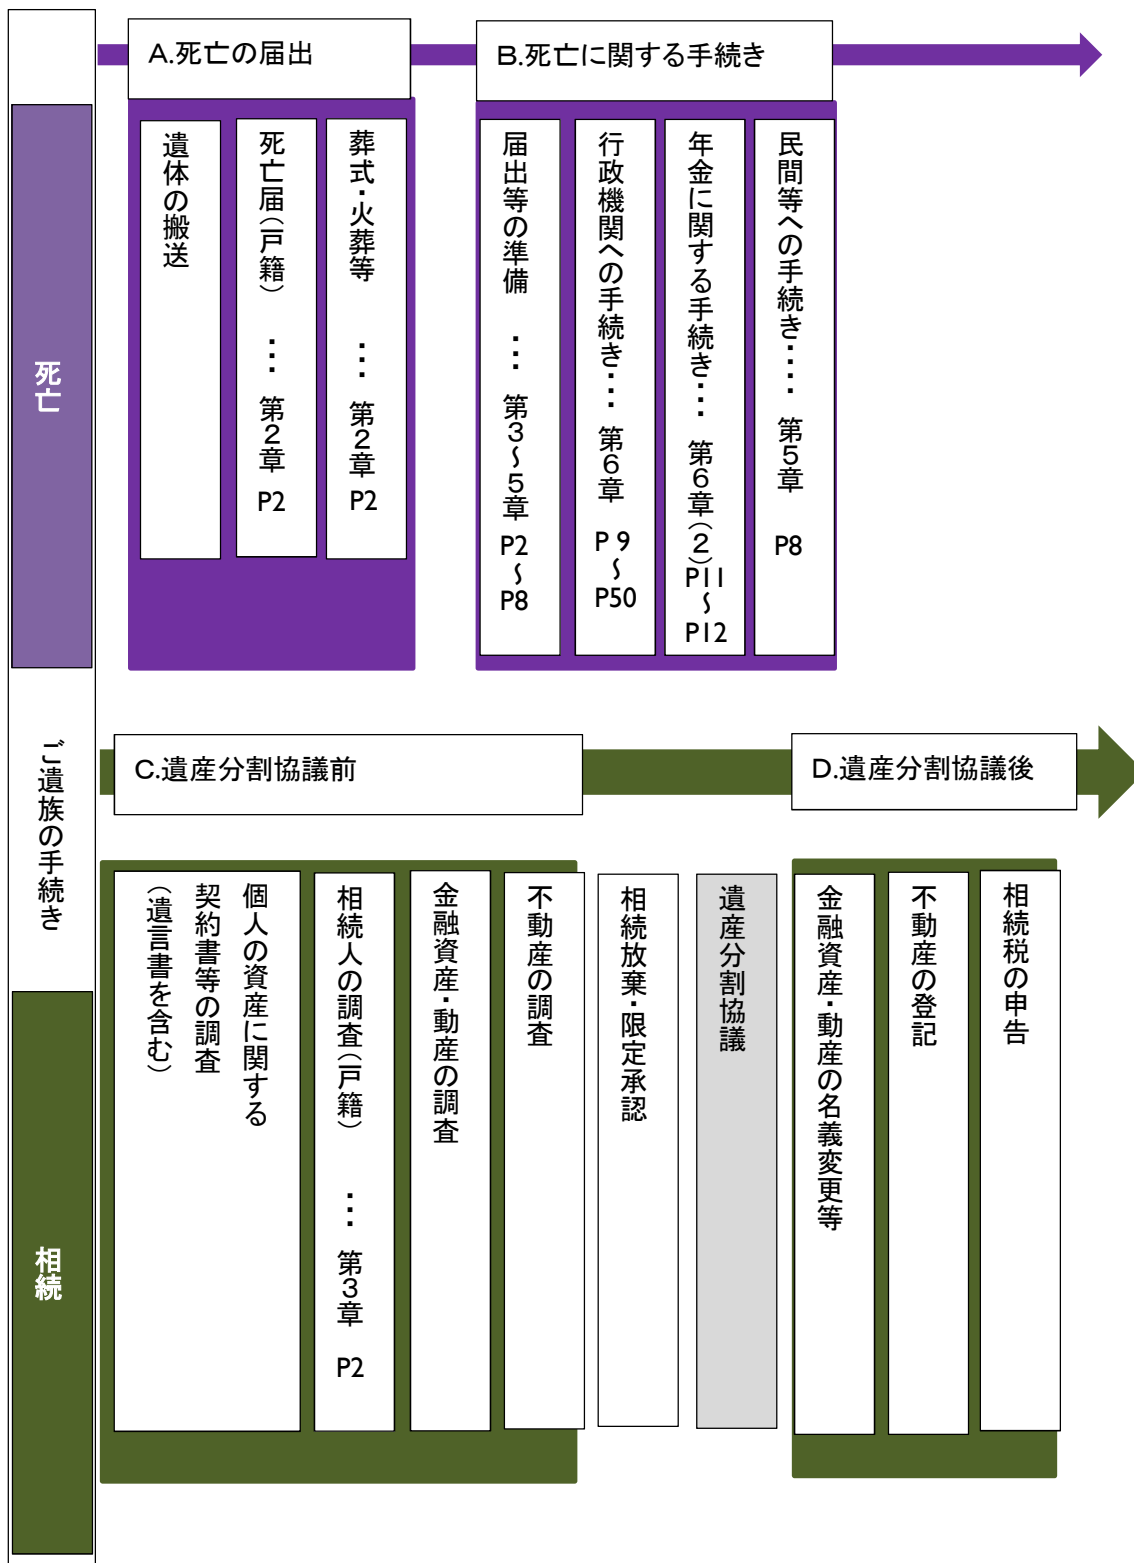 ご遺族の手続き
死亡
A.死亡の届出
遺体の搬送
死亡届(戸籍) ・・・ 第2章 P2
葬式・火葬等 ・・・ 第2章 P2
B.死亡に関する手続き
届出等の準備 ・・・ 第3~5章 P2~P8
行政機関への手続き・・・ 第6章 P9~P50
年金に関する手続き・・・ 第6章(2) P11~P12
民間等への手続き・・・・ 第5章 P8
相続
C.遺産分割協議前
個人の資産に関する
契約書等の調査
(遺言書を含む)
相続人の調査(戸籍) ・・・ 第3章 P2
金融資産・動産の調査
不動産の調査
相続放棄・限定承認
遺産分割協議
D.遺産分割協議後
金融資産・動産の名義変更等
不動産の登記
相続税の申告